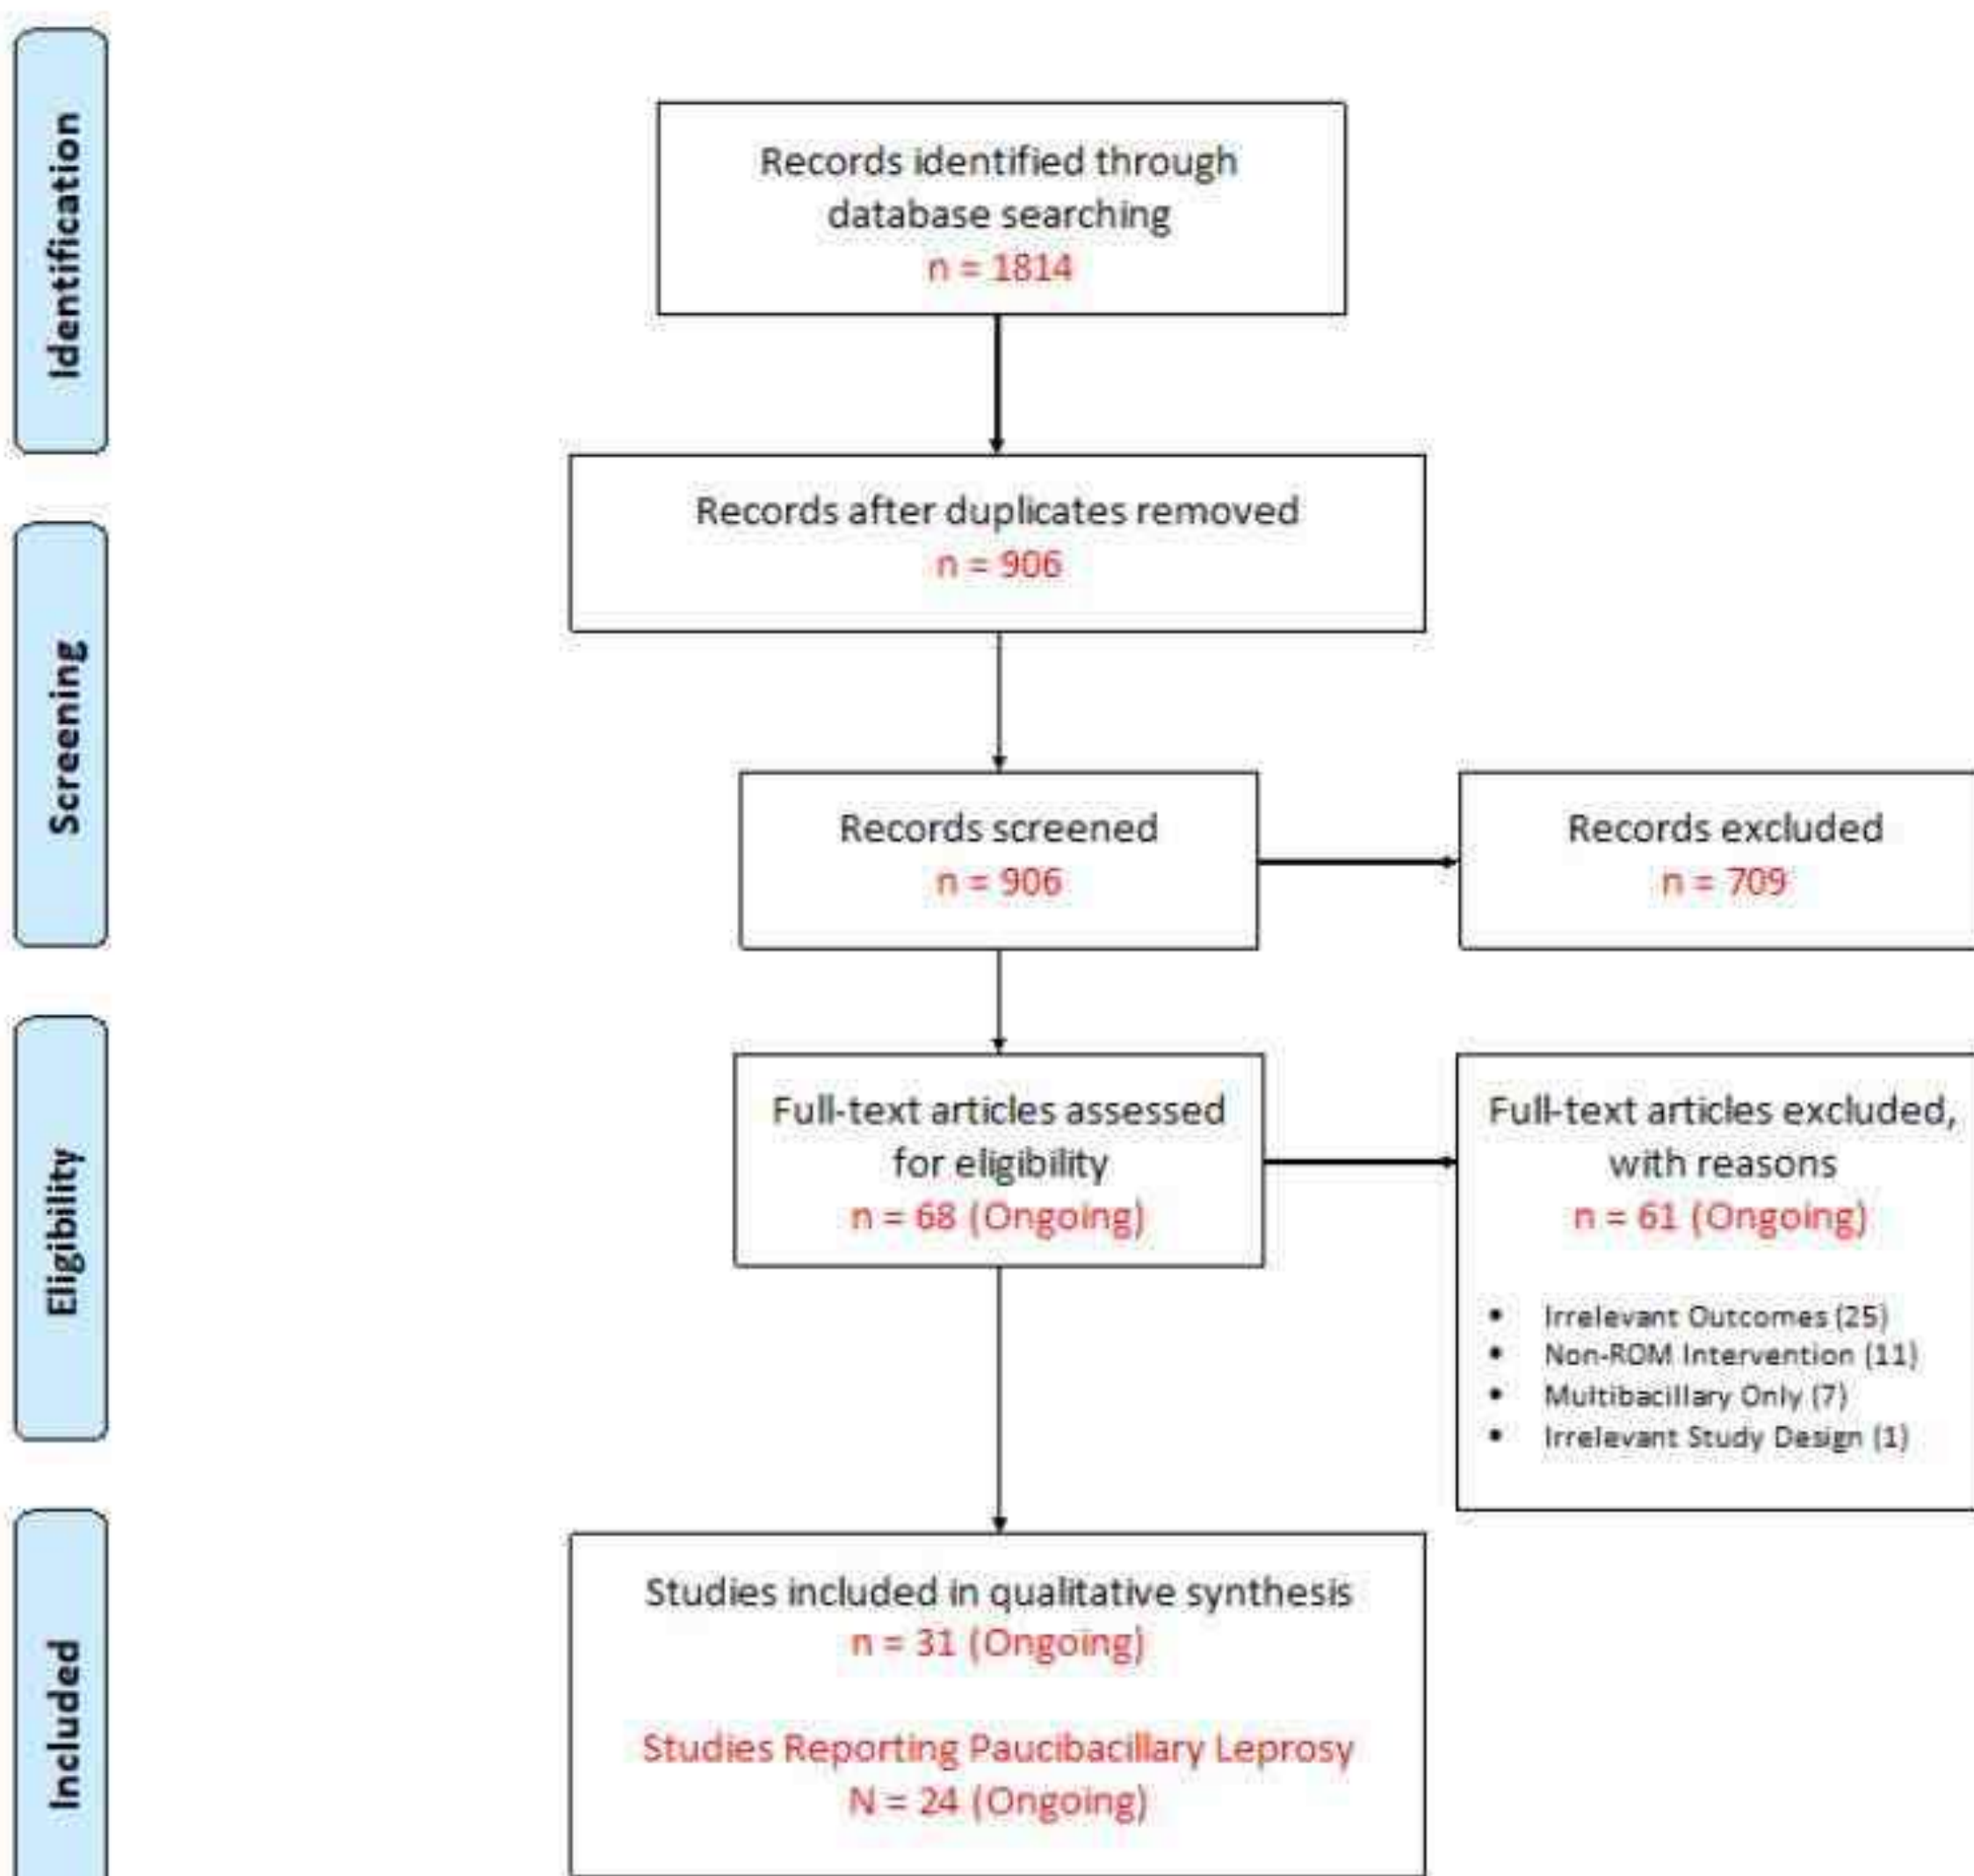 Identification
Records identified through
database searching
n = 1814
Records after duplicates removed
n = 906
Screening
Records screened
n = 906
Records excluded
n = 709
Eligibility
Full-text articles assessed
for eligibility
n = 68 (Ongoing)
Full-text articles excluded,
with reasons
n = 61 (Ongoing)
• Irrelevant Outcomes (25)
• Non-ROM Intervention (11)
• Multibacillary Only (7)
• Irrelevant Study Design (1)
Included
Studies included in qualitative synthesis
n = 31 (Ongoing)
Studies Reporting Paucibacillary Leprosy
N = 24 (Ongoing)